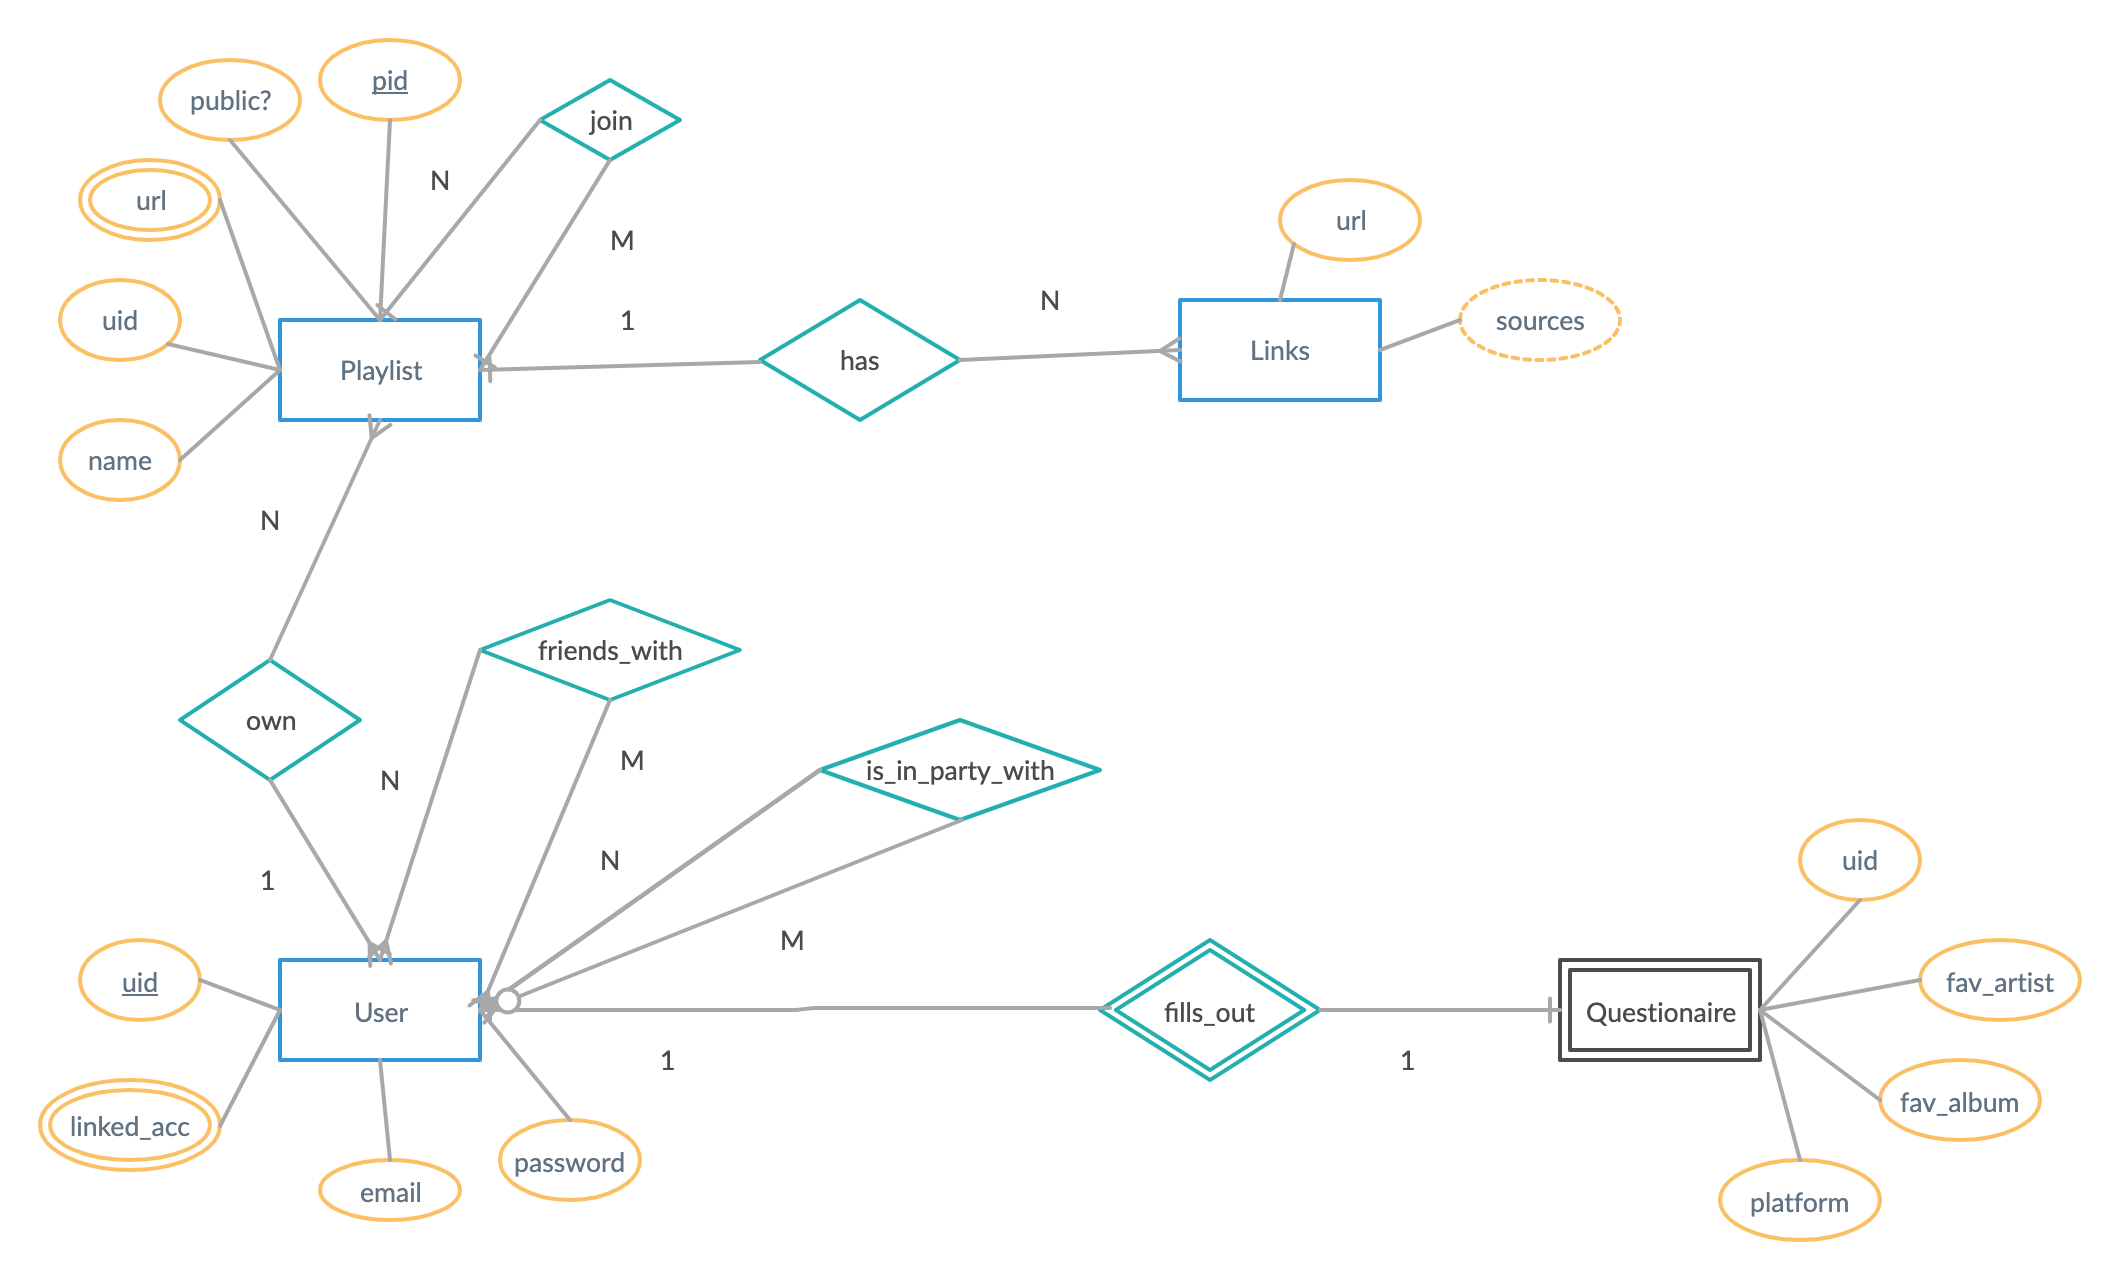 pid
public?
join
N
url
url
M
N
uid
1
sources
Links
has
Playlist
name
N
friends_with
own
M
is_in_party_with
N
N
uid
1
M
uid
fav_artist
User
fills_out
Questionaire
1
1
fav_album
linked_acc
password
email
platform